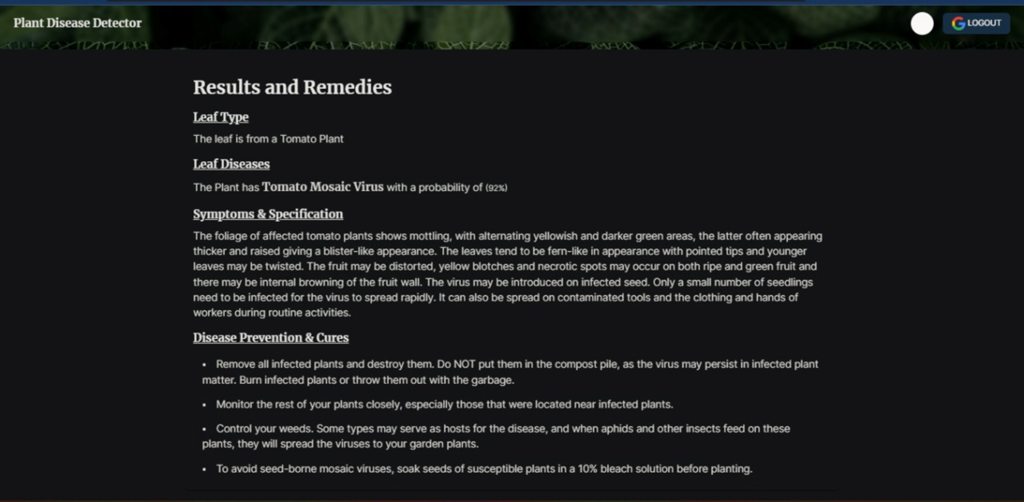 Plant Disease Detector
LOGOUT
Results and Remedies
Leaf Type
The leaf is from a Tomato Plant
Leaf Diseases
The Plant has Tomato Mosaic Virus with a probability of (92%)
Symptoms & Specification
The foliage of affected tomato plants shows mottling, with alternating yellowish and darker green areas, the latter often appearing
thicker and raised giving a blister-like appearance. The leaves tend to be fern-like in appearance with pointed tips and younger
leaves may be twisted. The fruit may be distorted, yellow blotches and necrotic spots may occur on both ripe and green fruit and
there may be internal browning of the fruit wall. The virus may be introduced on infected seed. Only a small number of seedlings
need to be infected for the virus to spread rapidly. It can also be spread on contaminated tools and the clothing and hands of
workers during routine activities.
Disease Prevention & Cures
• Remove all infected plants and destroy them. Do NOT put them in the compost pile, as the virus may persist in infected plant
matter. Burn infected plants or throw them out with the garbage.
• Monitor the rest of your plants closely, especially those that were located near infected plants.
• Control your weeds. Some types may serve as hosts for the disease, and when aphids and other insects feed on these
plants, they will spread the viruses to your garden plants.
• To avoid seed-borne mosaic viruses, soak seeds of susceptible plants in a 10% bleach solution before planting.